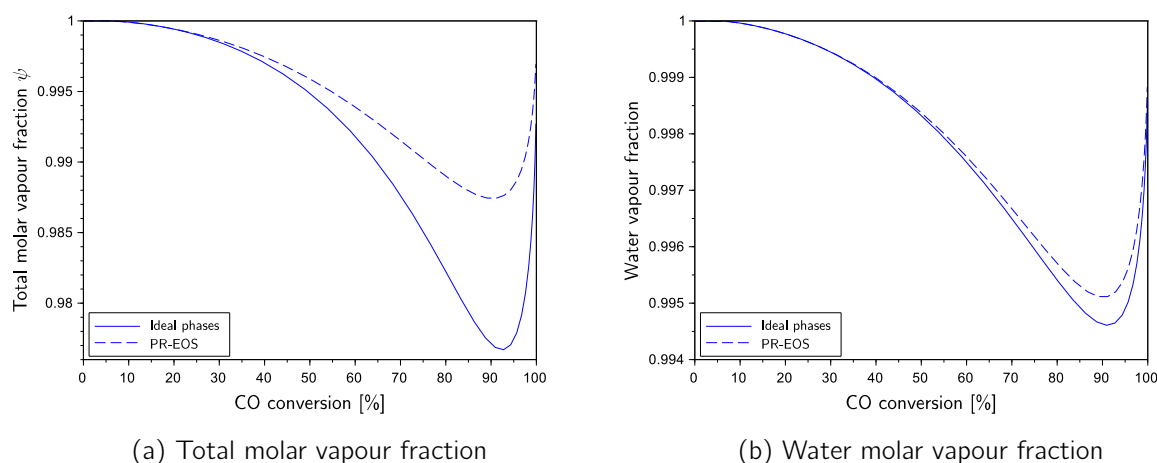 1
0.995
0.99
0.985
0.98
Total molar vapour fraction ψ
Ideal phases
PR-EOS
0 10 20 30 40 50 60 70 80 90 100
CO conversion [%]
(a) Total molar vapour fraction
1
0.999
0.998
0.997
0.996
0.995
0.994
Water vapour fraction
Ideal phases
PR-EOS
0 10 20 30 40 50 60 70 80 90 100
CO conversion [%]
(b) Water molar vapour fraction